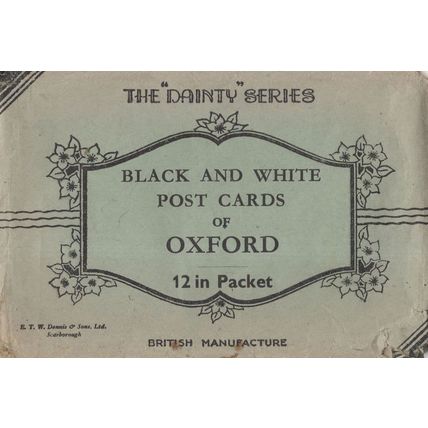 THE "DAINTY" SERIES
BLACK AND WHITE
POST CARDS
OF
OXFORD
12 in Packet
E. T. W. Dennis & Sons, Ltd.
Scarborough
BRITISH MANUFACTURE